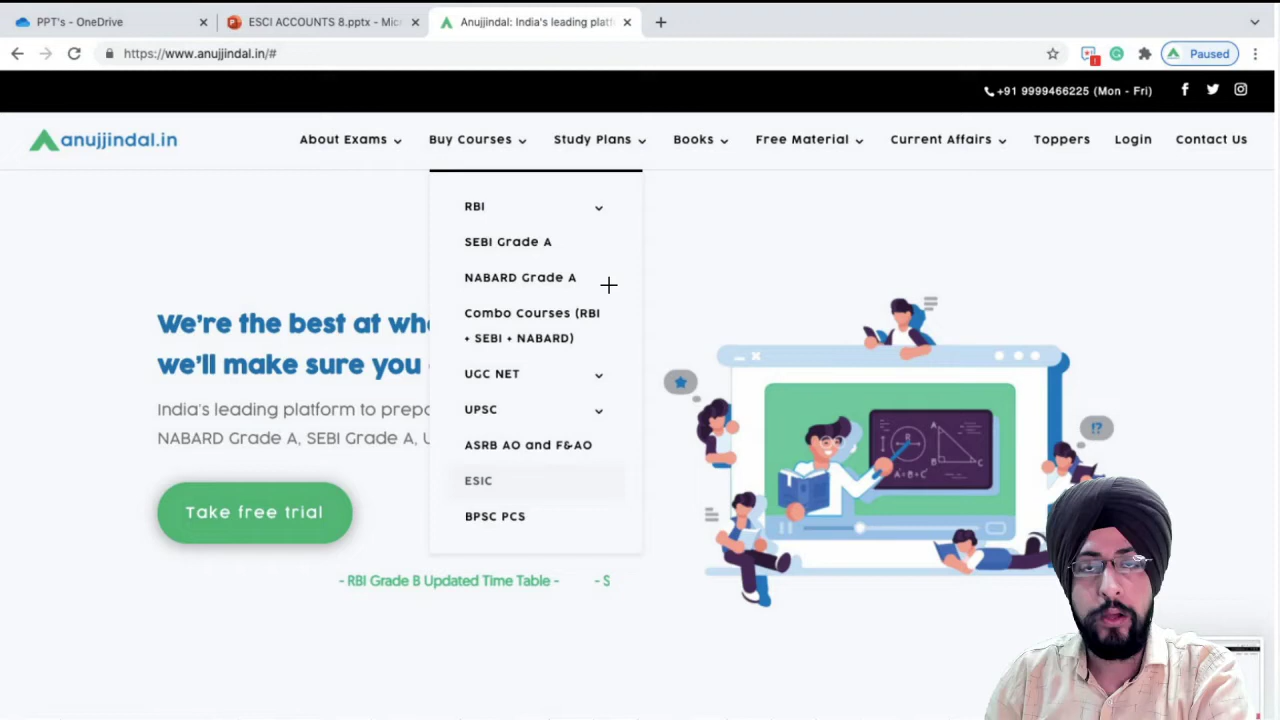 PPT's - OneDrive
ESCI ACCOUNTS 8.pptx - Mic
Anujjindal: India's leading platf
https://www.anujjindal.in/#
Paused
+91 9999466225 (Mon - Fri)
anujjindal.in
About Exams
Buy Courses
Study Plans
Books
Free Material
Current Affairs
Toppers
Login
Contact Us
RBI
SEBI Grade A
NABARD Grade A
Combo Courses (RBI
+ SEBI + NABARD)
UGC NET
UPSC
ASRB AO and F&AO
ESIC
BPSC PCS
We're the best at wh
we'll make sure you
India's leading platform to prep
NABARD Grade A, SEBI Grade A, U
Take free trial
- RBI Grade B Updated Time Table -
- S
!?
R
A
B
C
A+B=C